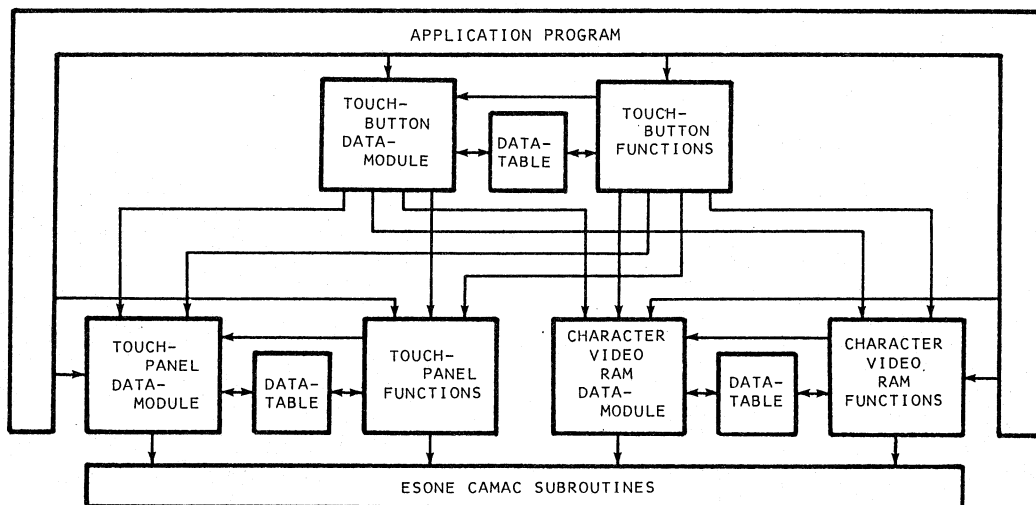 APPLICATION PROGRAM
TOUCH-
BUTTON
DATA-
MODULE
DATA-
TABLE
TOUCH-
BUTTON
FUNCTIONS
TOUCH-
PANEL
DATA-
MODULE
DATA-
TABLE
TOUCH-
PANEL
FUNCTIONS
CHARACTER
VIDEO
RAM
DATA-
MODULE
DATA-
TABLE
CHARACTER
VIDEO
RAM
FUNCTIONS
ESONE CAMAC SUBROUTINES